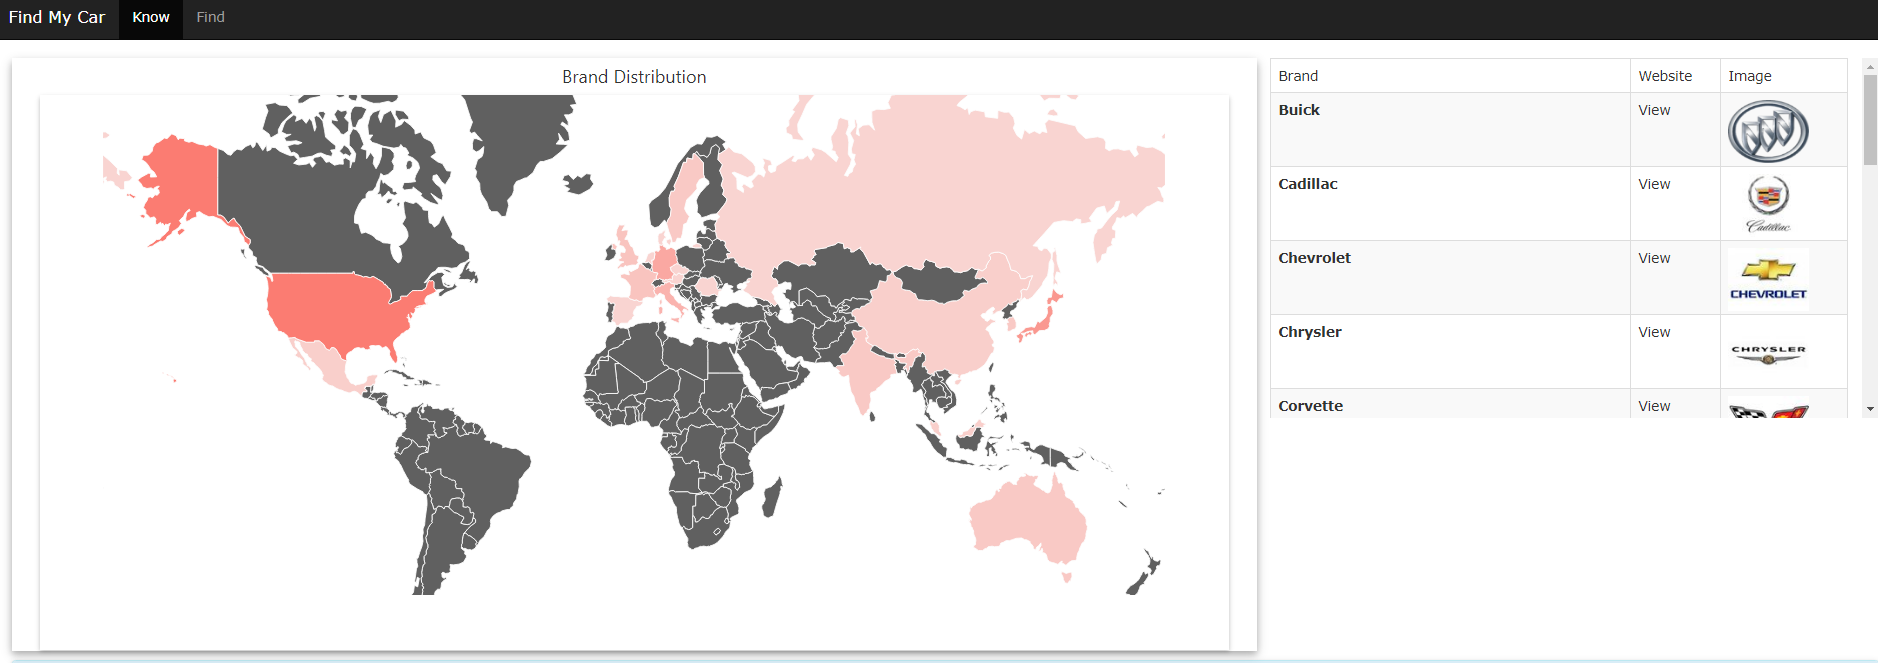 Find My Car Know Find
Brand Distribution
Brand Website Image
Buick View
Cadillac View
Cadillac
Chevrolet View
CHEVROLET
Chrysler View
CHRYSLER
Corvette View